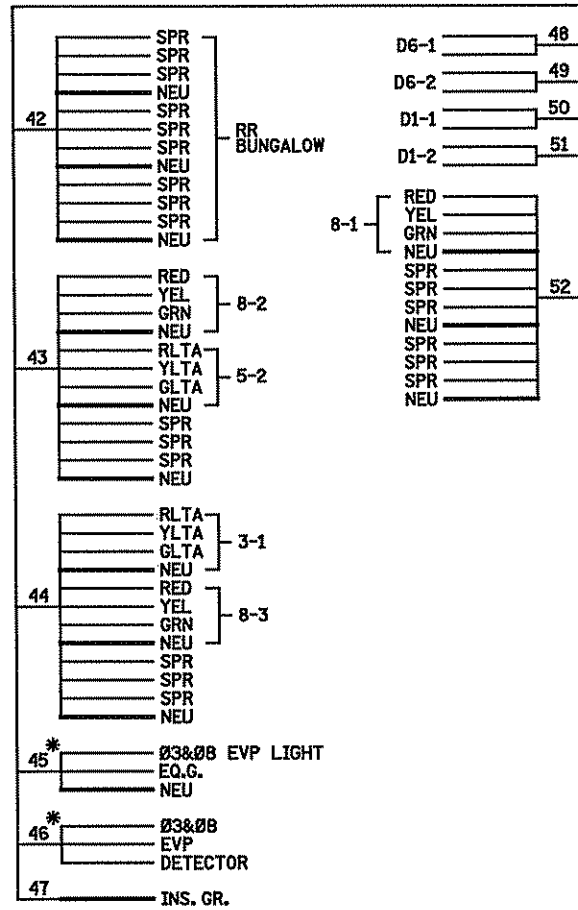 42
SPR
SPR
SPR
NEU
SPR
SPR
SPR
NEU
SPR
SPR
SPR
NEU
RR
BUNGALOW
43
RED
YEL
GRN
NEU
8-2
RLTA
YLTA
GLTA
NEU
5-2
SPR
SPR
SPR
NEU
44
RLTA
YLTA
GLTA
NEU
3-1
RED
YEL
GRN
NEU
8-3
SPR
SPR
SPR
NEU
45*
Ø3&Ø8 EVP LIGHT
EQ.G.
NEU
46*
Ø3&Ø8
EVP
DETECTOR
47
INS. GR.
D6-1
48
D6-2
49
D1-1
50
D1-2
51
8-1
RED
YEL
GRN
NEU
SPR
SPR
SPR
NEU
SPR
SPR
SPR
NEU
52